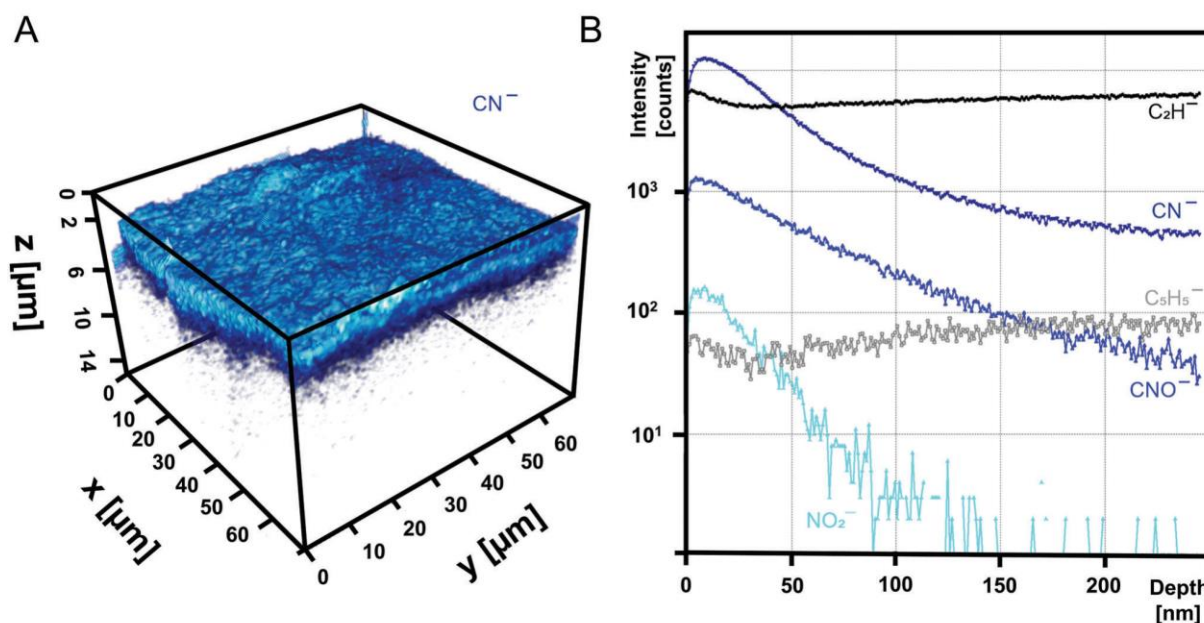 A
CN⁻
0
2
6
10
14
z [µm]
0
10
20
30
40
50
60
x [µm]
0
10
20
30
40
50
60
y [µm]
B
Intensity
[counts]
10³
10²
10¹
C₂H⁻
CN⁻
C₅H₅⁻
CNO⁻
NO₂⁻
0
50
100
150
200
Depth
[nm]